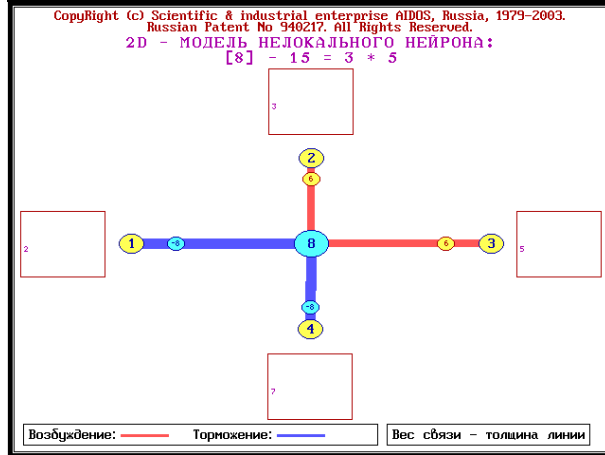 CopyRight (c) Scientific & industrial enterprise AIDOS, Russia, 1979-2003.
Russian Patent No 940217. All Rights Reserved.
2D - МОДЕЛЬ НЕЛОКАЛЬНОГО НЕЙРОНА:
[8] - 15 = 3 * 5
3
2
6
2
1
-8
8
6
3
5
-8
4
7
Возбуждение:
Торможение:
Вес связи - толщина линии